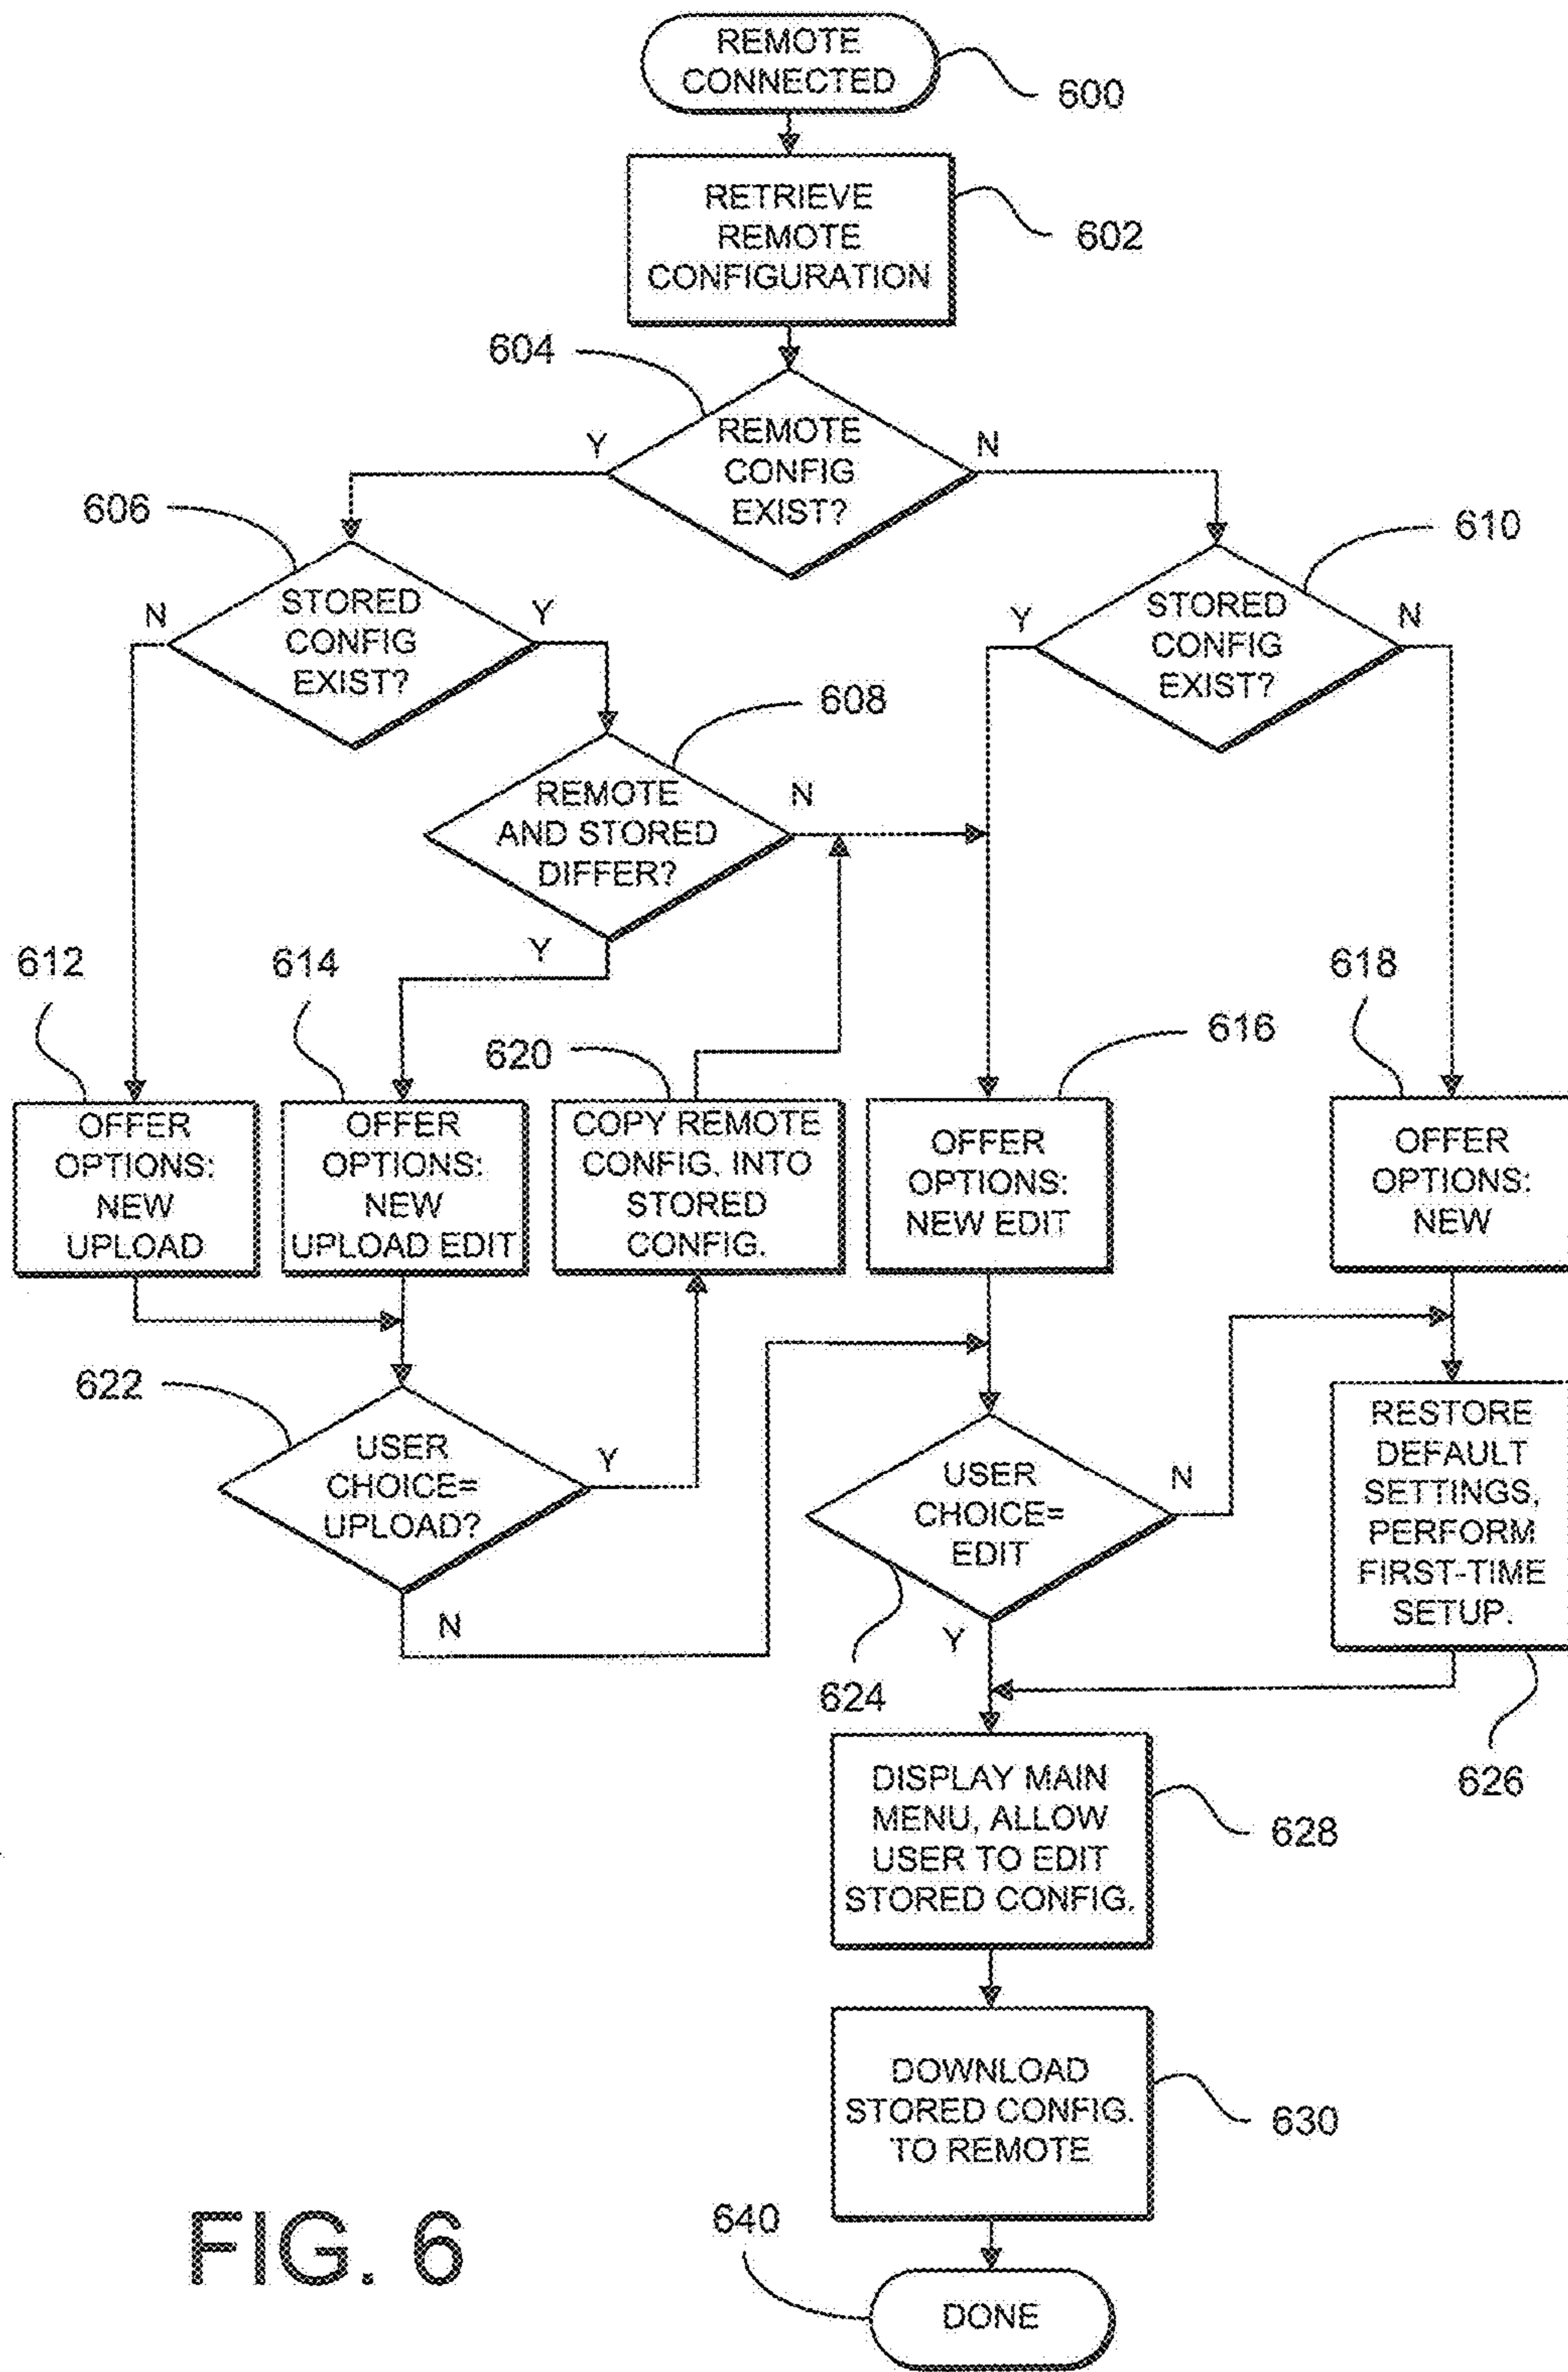 REMOTE
CONNECTED
600
RETRIEVE
REMOTE
CONFIGURATION
602
604
Y
REMOTE
CONFIG
EXIST?
N
606
N
STORED
CONFIG
EXIST?
Y
610
Y
STORED
CONFIG
EXIST?
N
608
REMOTE
AND STORED
DIFFER?
N
Y
612
OFFER
OPTIONS:
NEW
UPLOAD
614
OFFER
OPTIONS:
NEW
UPLOAD EDIT
620
COPY REMOTE
CONFIG. INTO
STORED
CONFIG.
616
OFFER
OPTIONS:
NEW EDIT
618
OFFER
OPTIONS:
NEW
622
USER
CHOICE=
UPLOAD?
Y
N
USER
CHOICE=
EDIT
N
Y
624
RESTORE
DEFAULT
SETTINGS,
PERFORM
FIRST-TIME
SETUP.
626
DISPLAY MAIN
MENU, ALLOW
USER TO EDIT
STORED CONFIG.
628
DOWNLOAD
STORED CONFIG.
TO REMOTE
630
640
DONE
FIG. 6